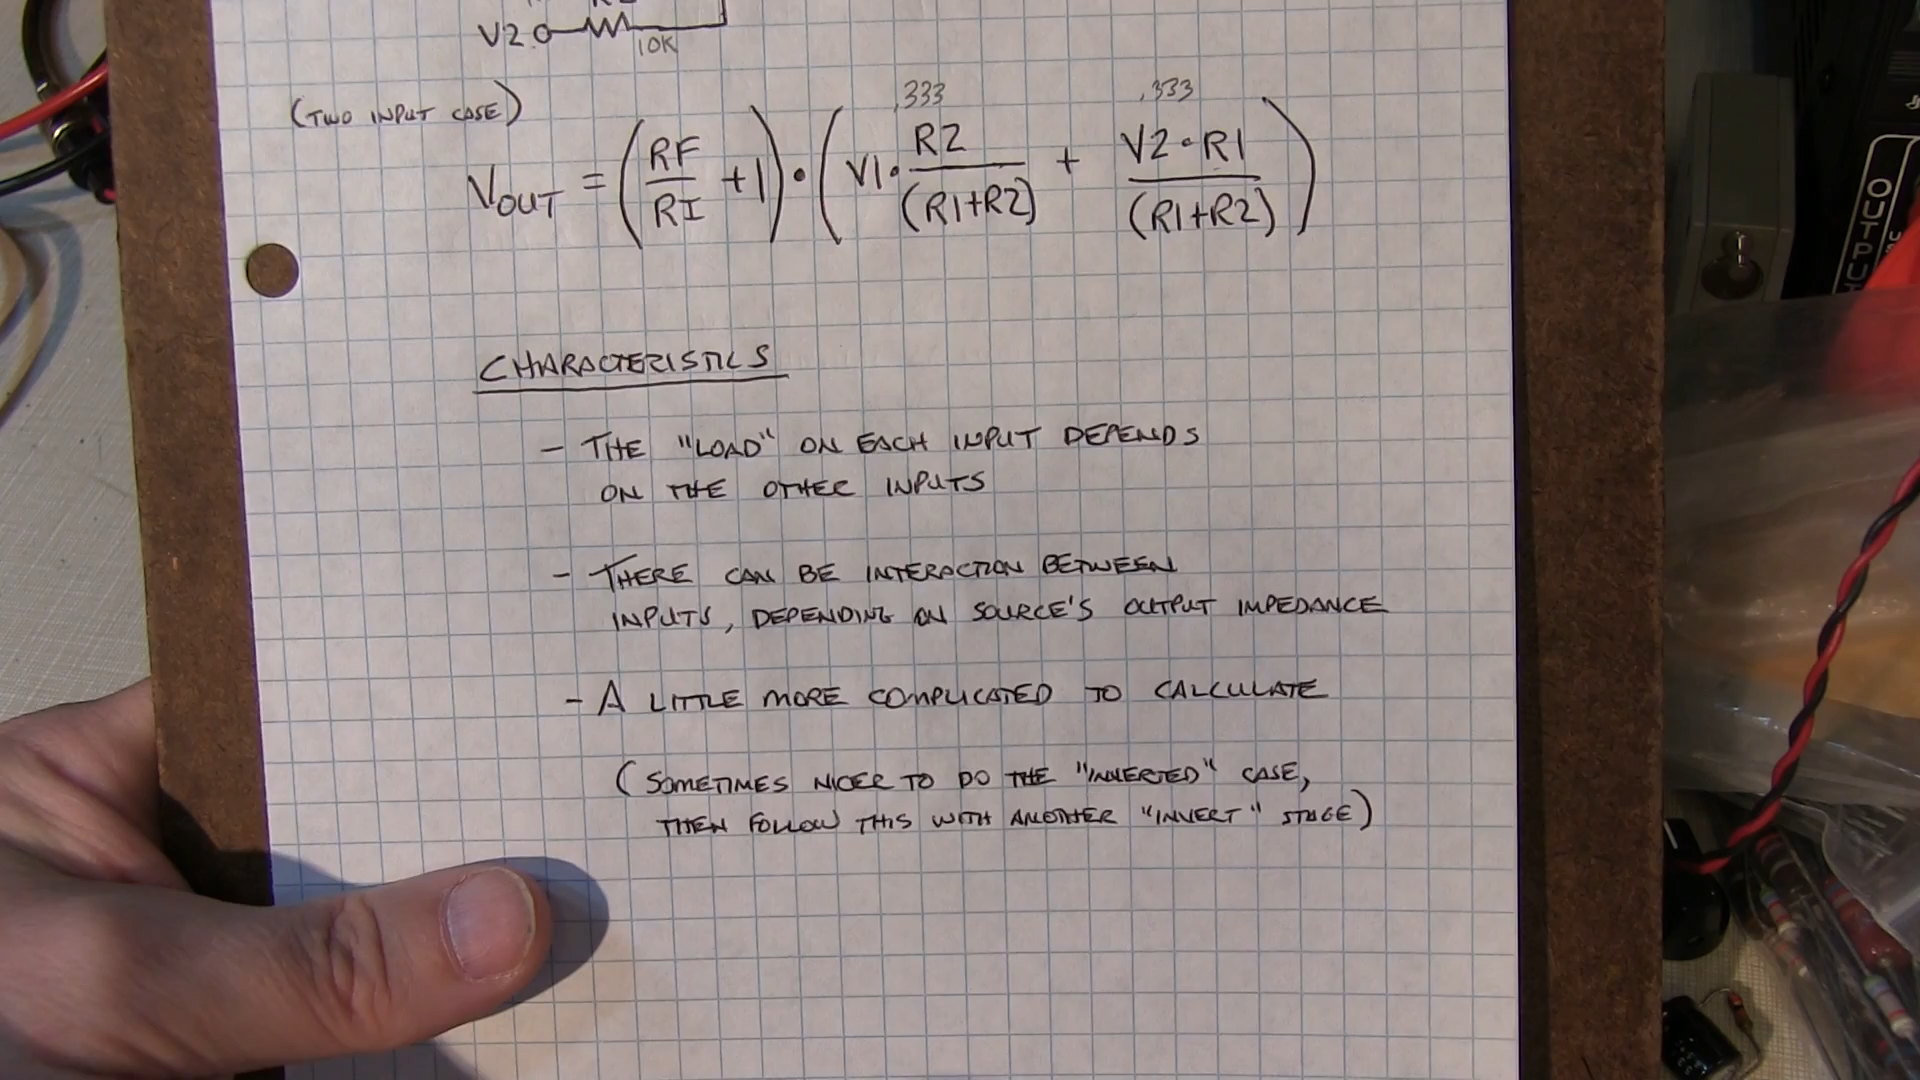 V2
10K
(TWO INPUT CASE)
.333 .333
VOUT = (RF/RI + 1) • (V1 • R2/(R1+R2) + V2 • R1/(R1+R2))
CHARACTERISTICS
- THE "LOAD" ON EACH INPUT DEPENDS
ON THE OTHER INPUTS
- THERE CAN BE INTERACTION BETWEEN
INPUTS, DEPENDING ON SOURCE'S OUTPUT IMPEDANCE
- A LITTLE MORE COMPLICATED TO CALCULATE
(SOMETIMES NICER TO DO THE "INVERTED" CASE,
THEN FOLLOW THIS WITH ANOTHER "INVERT" STAGE)